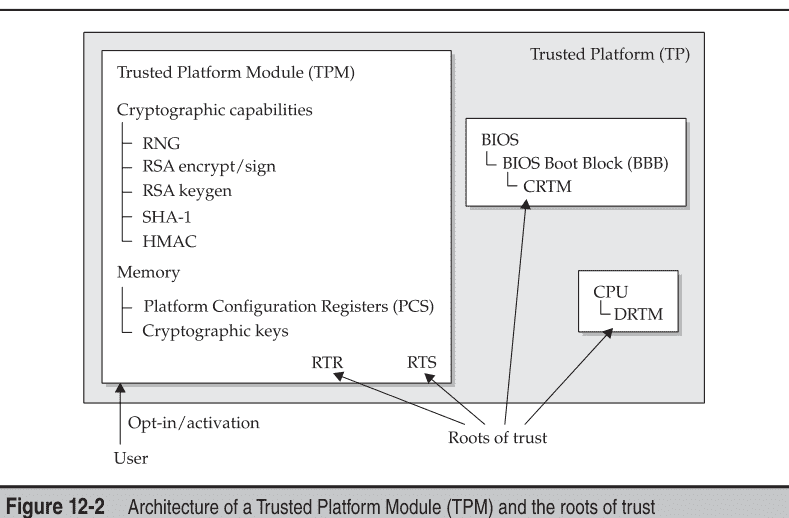 Trusted Platform (TP)
Trusted Platform Module (TPM)
Cryptographic capabilities
RNG
RSA encrypt/sign
RSA keygen
SHA-1
HMAC
Memory
Platform Configuration Registers (PCS)
Cryptographic keys
RTR
RTS
BIOS
BIOS Boot Block (BBB)
CRTM
CPU
DRTM
Opt-in/activation
User
Roots of trust
Figure 12-2 Architecture of a Trusted Platform Module (TPM) and the roots of trust